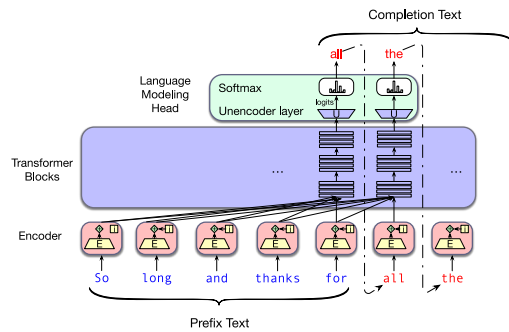 Completion Text
all the
Language
Modeling
Head
Softmax
logits
Unencoder layer
U U
Transformer
Blocks
... ...
Encoder
E E E E E E E
So long and thanks for all the
Prefix Text